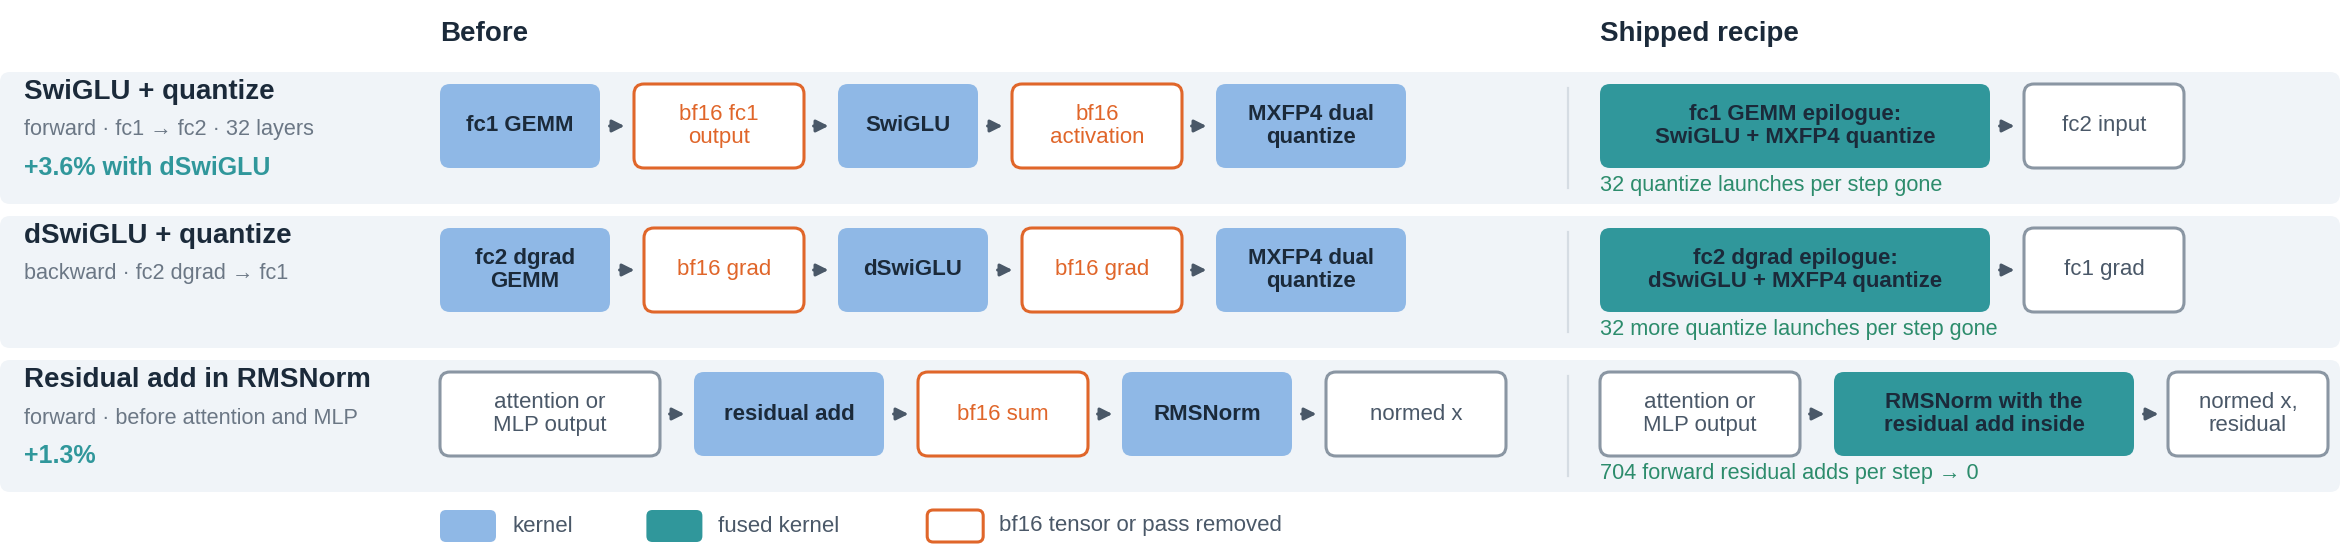 Before
Shipped recipe
SwiGLU + quantize
forward · fc1 → fc2 · 32 layers
+3.6% with dSwiGLU
fc1 GEMM
bf16 fc1
output
SwiGLU
bf16
activation
MXFP4 dual
quantize
fc1 GEMM epilogue:
SwiGLU + MXFP4 quantize
fc2 input
32 quantize launches per step gone
dSwiGLU + quantize
backward · fc2 dgrad → fc1
fc2 dgrad
GEMM
bf16 grad
dSwiGLU
bf16 grad
MXFP4 dual
quantize
fc2 dgrad epilogue:
dSwiGLU + MXFP4 quantize
fc1 grad
32 more quantize launches per step gone
Residual add in RMSNorm
forward · before attention and MLP
+1.3%
attention or
MLP output
residual add
bf16 sum
RMSNorm
normed x
attention or
MLP output
RMSNorm with the
residual add inside
normed x,
residual
704 forward residual adds per step → 0
kernel
fused kernel
bf16 tensor or pass removed